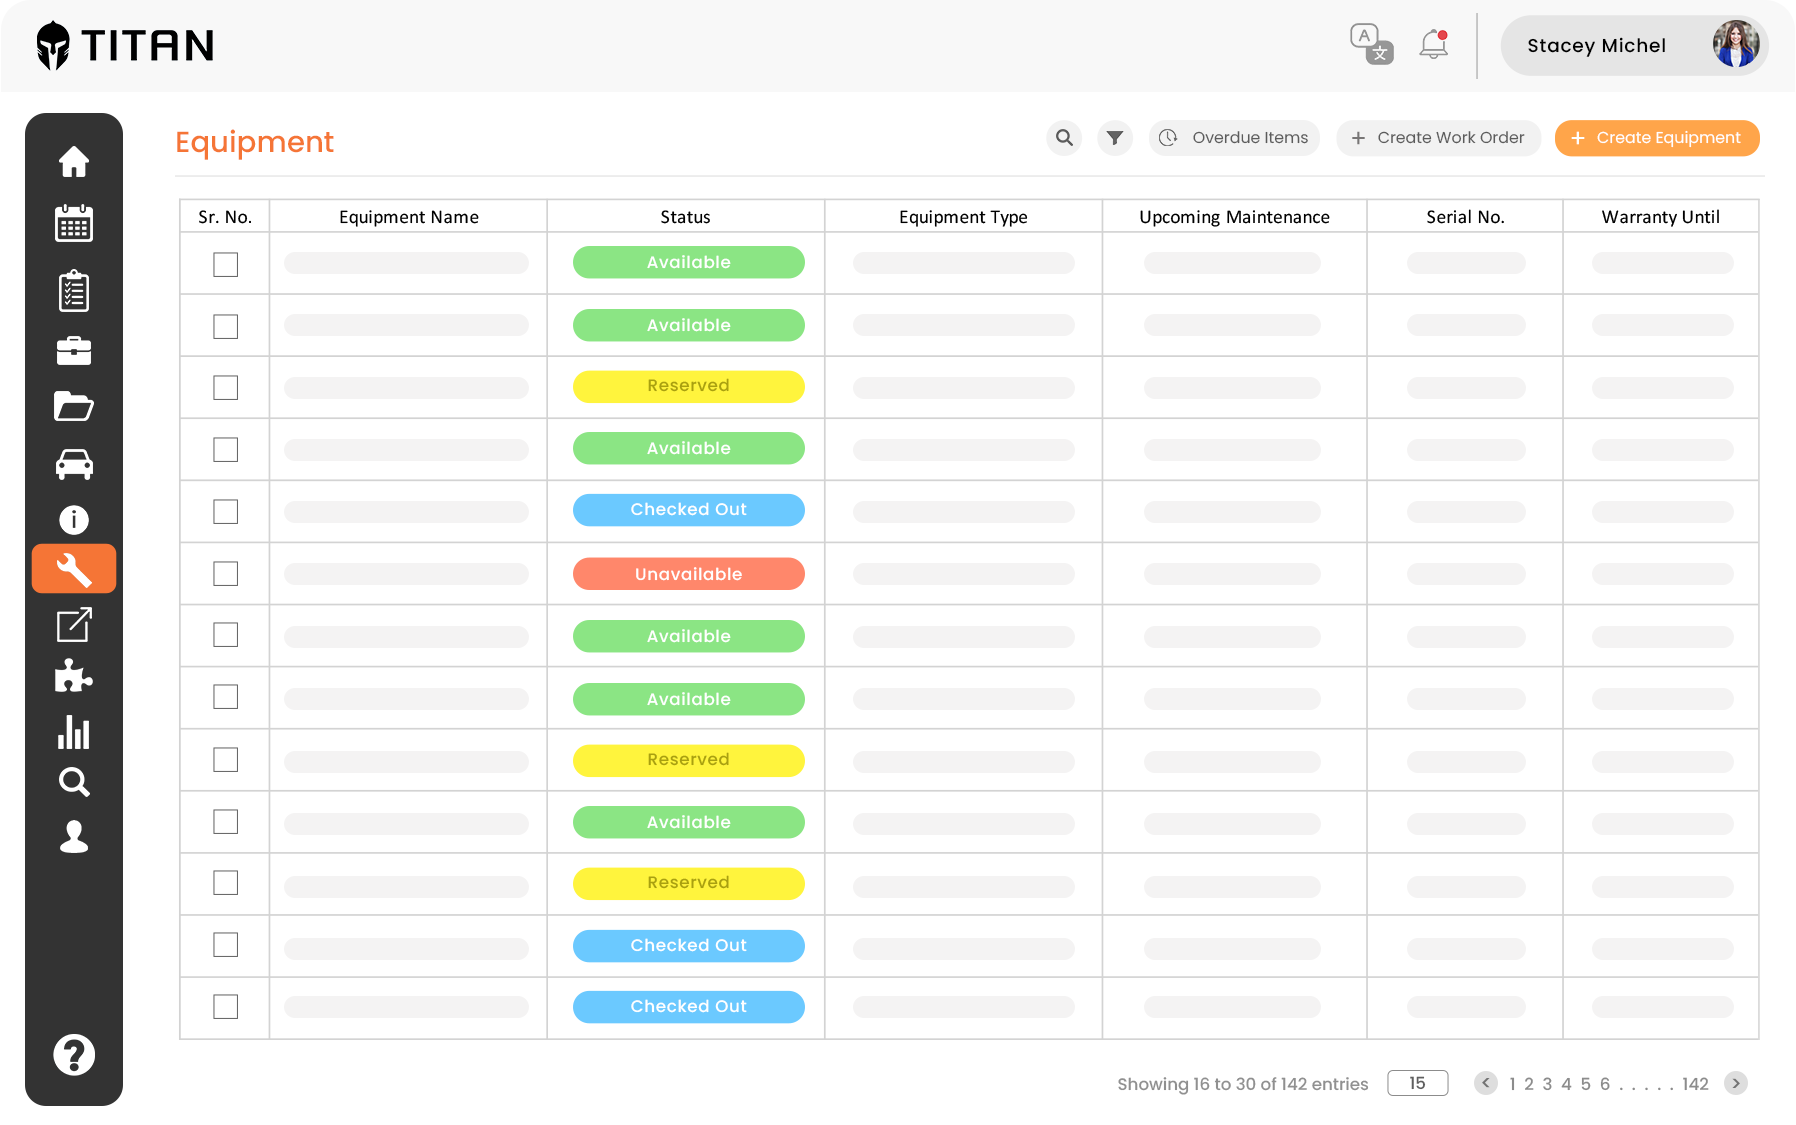 TITAN
A 文
Stacey Michel
Equipment
Overdue Items
+ Create Work Order
+ Create Equipment
Sr. No. Equipment Name Status Equipment Type Upcoming Maintenance Serial No. Warranty Until
Available
Available
Reserved
Available
Checked Out
Unavailable
Available
Available
Reserved
Available
Reserved
Checked Out
Checked Out
Showing 16 to 30 of 142 entries 15 < 1 2 3 4 5 6 . . . . . 142 >